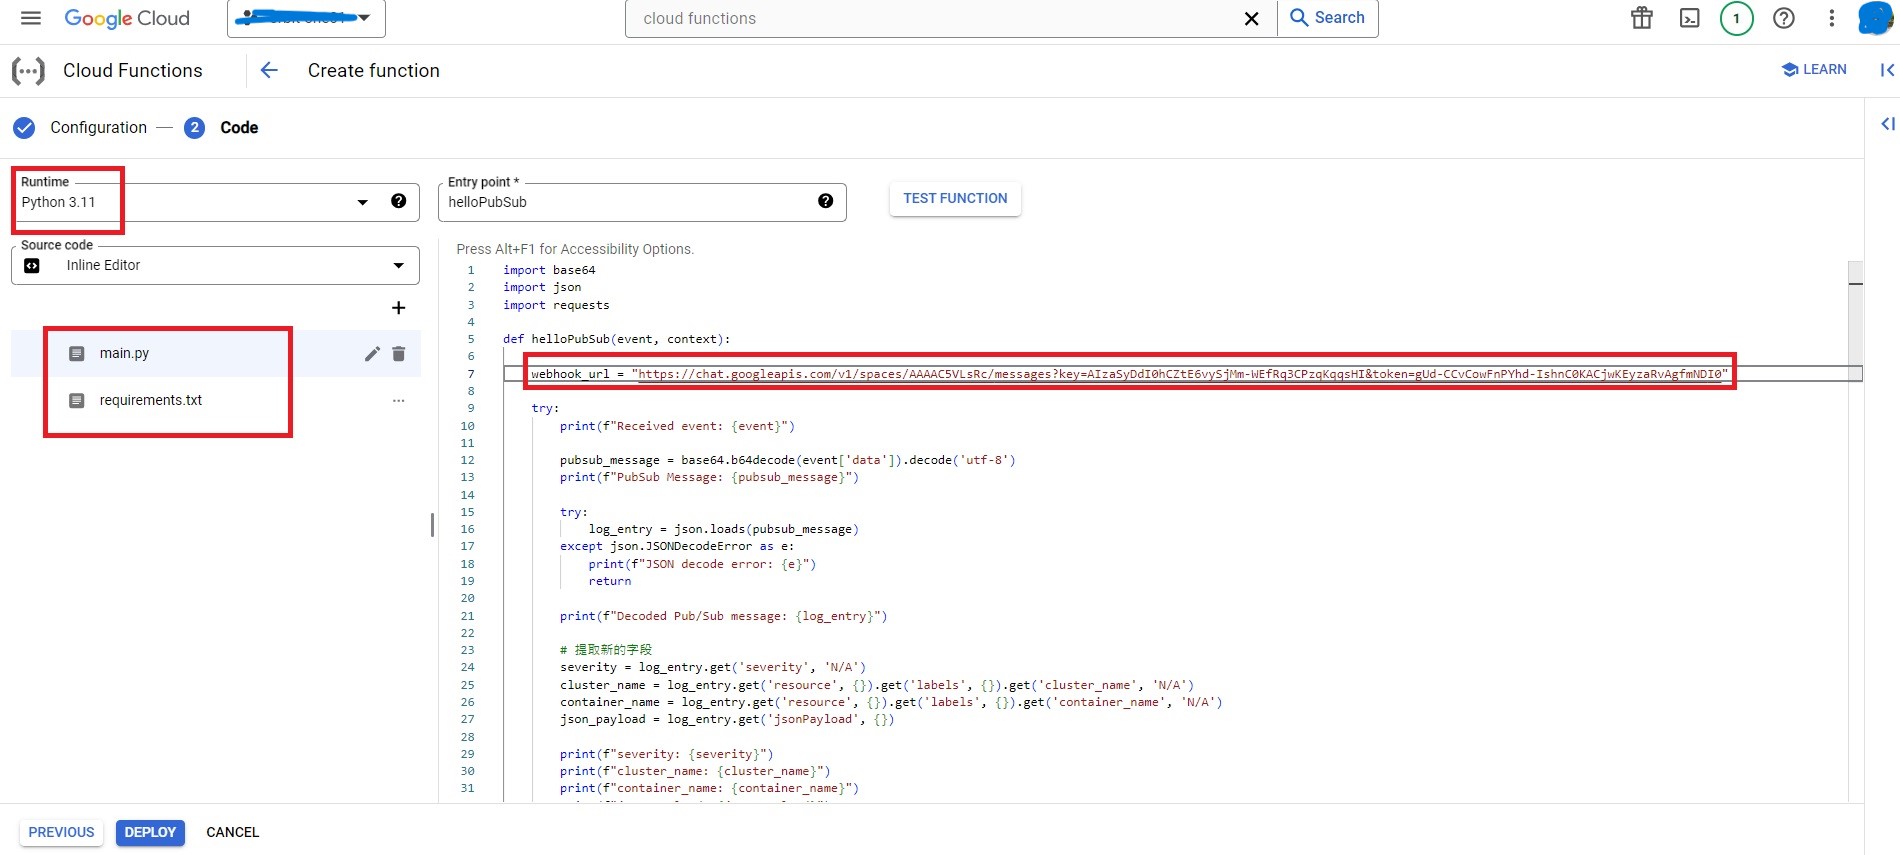 Google Cloud
cloud functions
Search
1
Cloud Functions
Create function
LEARN
Configuration
2
Code
Runtime
Python 3.11
Entry point *
helloPubSub
TEST FUNCTION
Source code
Inline Editor
main.py
requirements.txt
Press Alt+F1 for Accessibility Options.
1 import base64
2 import json
3 import requests
4
5 def helloPubSub(event, context):
6
7 webhook_url = "https://chat.googleapis.com/v1/spaces/AAAAC5VLsRc/messages?key=AIzaSyDdI0hCZtE6vySjMm-WEfRq3CPzqKqqsHI&token=gUd-CCvCowFnPYhd-IshnC0KACjwKEyzaRvAgfmNDI0"
8
9 try:
10 print(f"Received event: {event}")
11
12 pubsub_message = base64.b64decode(event['data']).decode('utf-8')
13 print(f"PubSub Message: {pubsub_message}")
14
15 try:
16 log_entry = json.loads(pubsub_message)
17 except json.JSONDecodeError as e:
18 print(f"JSON decode error: {e}")
19 return
20
21 print(f"Decoded Pub/Sub message: {log_entry}")
22
23 # 提取新的字段
24 severity = log_entry.get('severity', 'N/A')
25 cluster_name = log_entry.get('resource', {}).get('labels', {}).get('cluster_name', 'N/A')
26 container_name = log_entry.get('resource', {}).get('labels', {}).get('container_name', 'N/A')
27 json_payload = log_entry.get('jsonPayload', {})
28
29 print(f"severity: {severity}")
30 print(f"cluster_name: {cluster_name}")
31 print(f"container_name: {container_name}")
PREVIOUS
DEPLOY
CANCEL